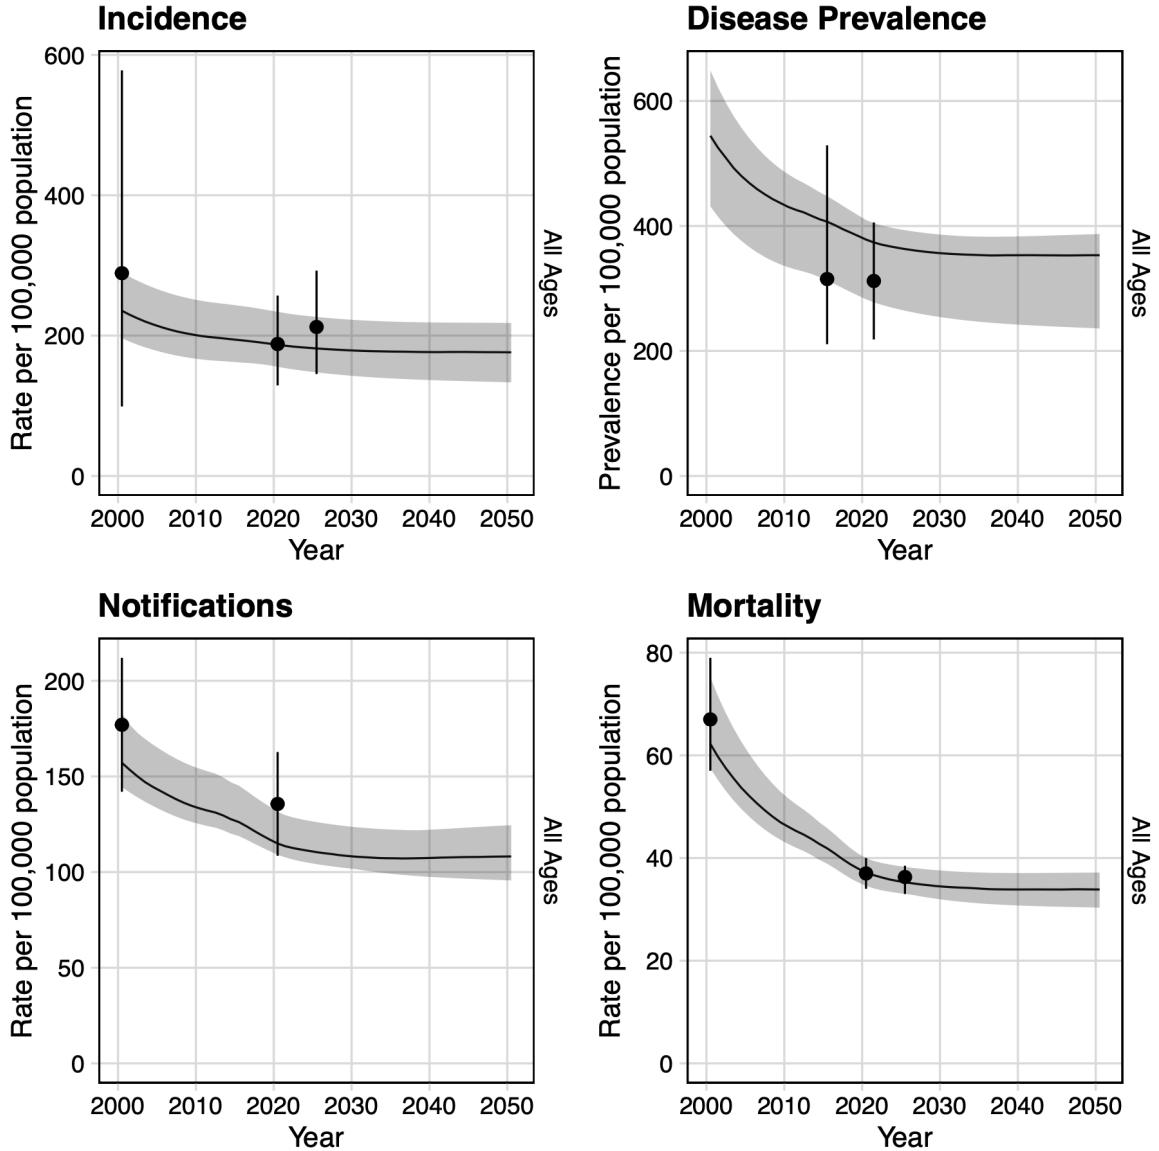 Incidence
Rate per 100,000 population
600
400
200
0
2000 2010 2020 2030 2040 2050
Year
All Ages
Disease Prevalence
Prevalence per 100,000 population
600
400
200
0
2000 2010 2020 2030 2040 2050
Year
All Ages
Notifications
Rate per 100,000 population
200
150
100
50
0
2000 2010 2020 2030 2040 2050
Year
All Ages
Mortality
Rate per 100,000 population
80
60
40
20
0
2000 2010 2020 2030 2040 2050
Year
All Ages